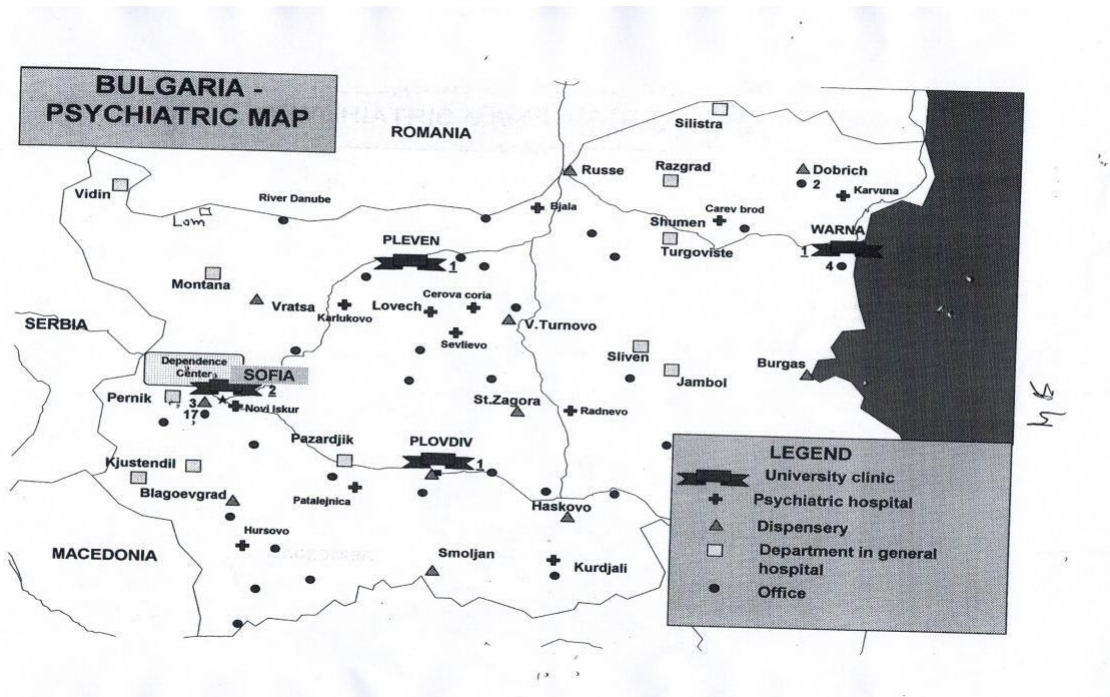 BULGARIA -
PSYCHIATRIC MAP
ROMANIA
Silistra
Russe
Razgrad
Dobrich
2
Karvuna
Vidin
Lom
River Danube
Bjala
Shumen
Carev brod
WARNA
1
4
Turgoviste
PLEVEN
1
Montana
Vratsa
Karlukovo
Lovech
Cerova coria
V.Turnovo
Sevlievo
SERBIA
Sliven
Jambol
Burgas
Dependence
Center
SOFIA
2
Pernik
3
17
Novi Iskur
St.Zagora
Radnevo
Pazardjik
PLOVDIV
1
Kjustendil
Blagoevgrad
Patalejnica
Haskovo
Hursovo
MACEDONIA
Smoljan
Kurdjali
LEGEND
University clinic
Psychiatric hospital
Dispensery
Department in general
hospital
Office